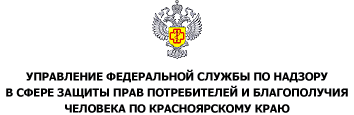 УПРАВЛЕНИЕ ФЕДЕРАЛЬНОЙ СЛУЖБЫ ПО НАДЗОРУ
В СФЕРЕ ЗАЩИТЫ ПРАВ ПОТРЕБИТЕЛЕЙ И БЛАГОПОЛУЧИЯ
ЧЕЛОВЕКА ПО КРАСНОЯРСКОМУ КРАЮ